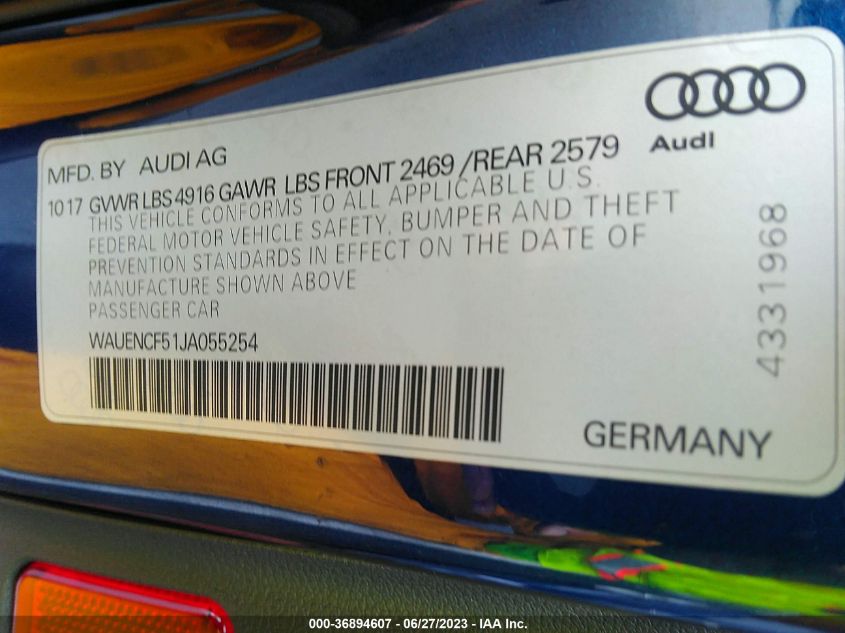 Audi
MFD. BY AUDI AG
10 17 GVWR LBS 4916 GAWR LBS FRONT 2469 /REAR 2579
THIS VEHICLE CONFORMS TO ALL APPLICABLE U.S.
FEDERAL MOTOR VEHICLE SAFETY, BUMPER AND THEFT
PREVENTION STANDARDS IN EFFECT ON THE DATE OF
MANUFACTURE SHOWN ABOVE
PASSENGER CAR
WAUENCF51JA055254
4331968
GERMANY
000-36894607 / 06/27/2023 - IAA Inc.